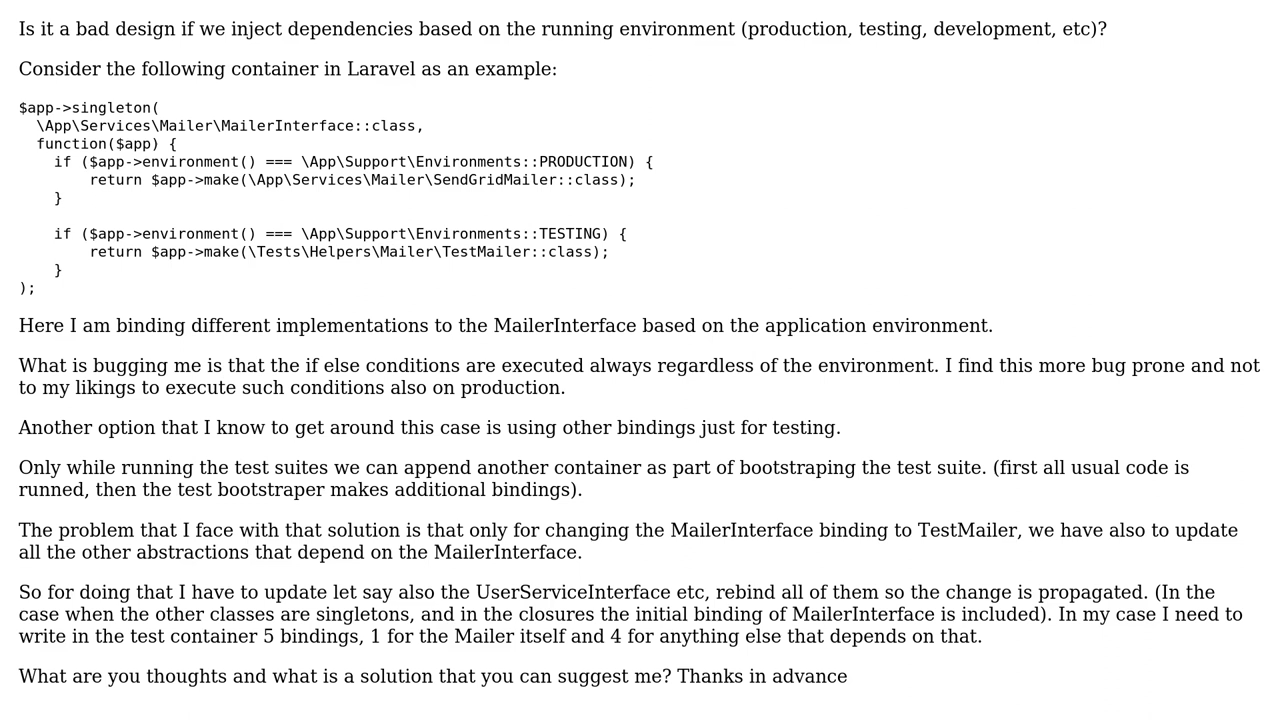 Is it a bad design if we inject dependencies based on the running environment (production, testing, development, etc)?
Consider the following container in Laravel as an example:
$app->singleton(
  \App\Services\Mailer\MailerInterface::class,
  function($app) {
    if ($app->environment() === \App\Support\Environments::PRODUCTION) {
        return $app->make(\App\Services\Mailer\SendGridMailer::class);
    }
    if ($app->environment() === \App\Support\Environments::TESTING) {
        return $app->make(\Tests\Helpers\Mailer\TestMailer::class);
    }
);
Here I am binding different implementations to the MailerInterface based on the application environment.
What is bugging me is that the if else conditions are executed always regardless of the environment. I find this more bug prone and not
to my likings to execute such conditions also on production.
Another option that I know to get around this case is using other bindings just for testing.
Only while running the test suites we can append another container as part of bootstraping the test suite. (first all usual code is
runned, then the test bootstraper makes additional bindings).
The problem that I face with that solution is that only for changing the MailerInterface binding to TestMailer, we have also to update
all the other abstractions that depend on the MailerInterface.
So for doing that I have to update let say also the UserServiceInterface etc, rebind all of them so the change is propagated. (In the
case when the other classes are singletons, and in the closures the initial binding of MailerInterface is included). In my case I need to
write in the test container 5 bindings, 1 for the Mailer itself and 4 for anything else that depends on that.
What are you thoughts and what is a solution that you can suggest me? Thanks in advance